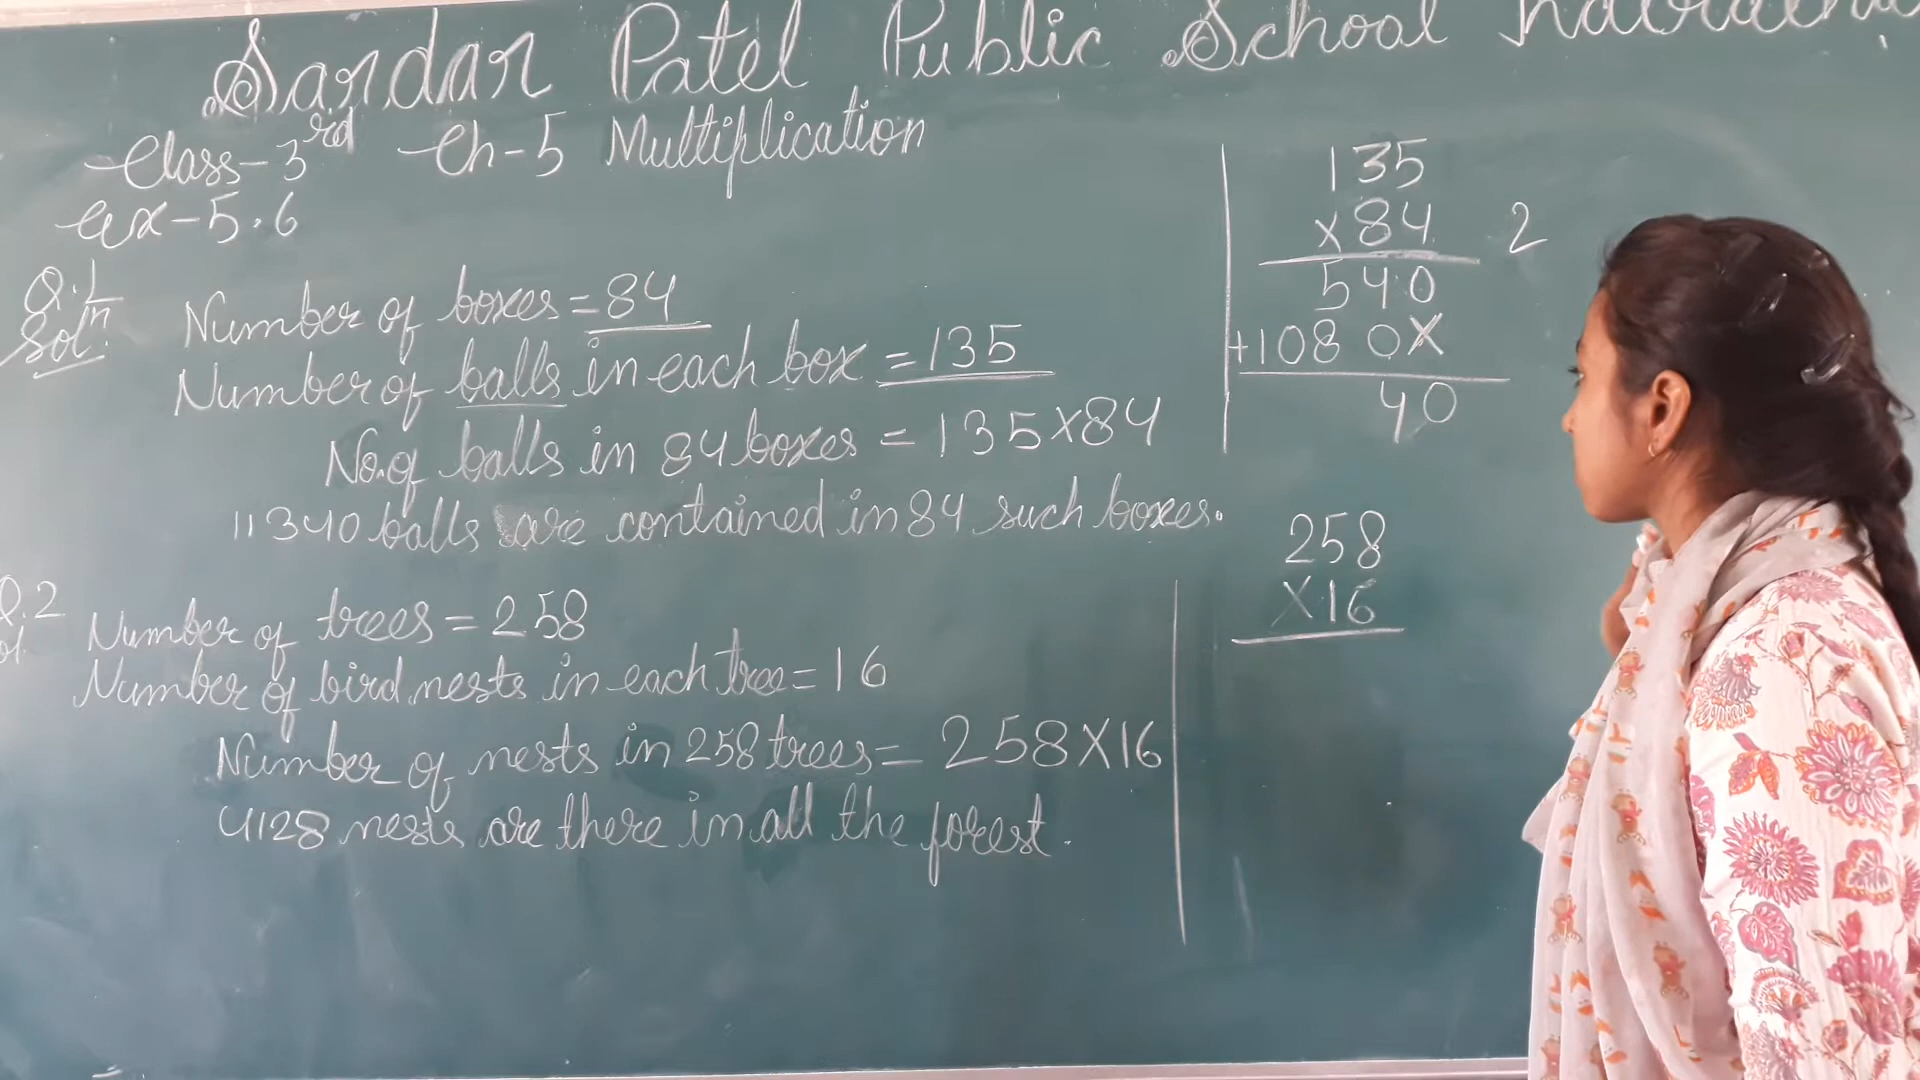 Sardar Patel Public School
Class-3rd Ch-5 Multiplication
Ex-5.6
Q.1
Soln. Number of boxes = 84
Number of balls in each box = 135
No. of balls in 84 boxes = 135×84
11340 balls are contained in 84 such boxes.
135
×84 2
540
+1080×
40
Q.2
Number of trees = 258
Number of bird nests in each tree = 16
Number of nests in 258 trees = 258×16
4128 nests are there in all the forest.
258
×16